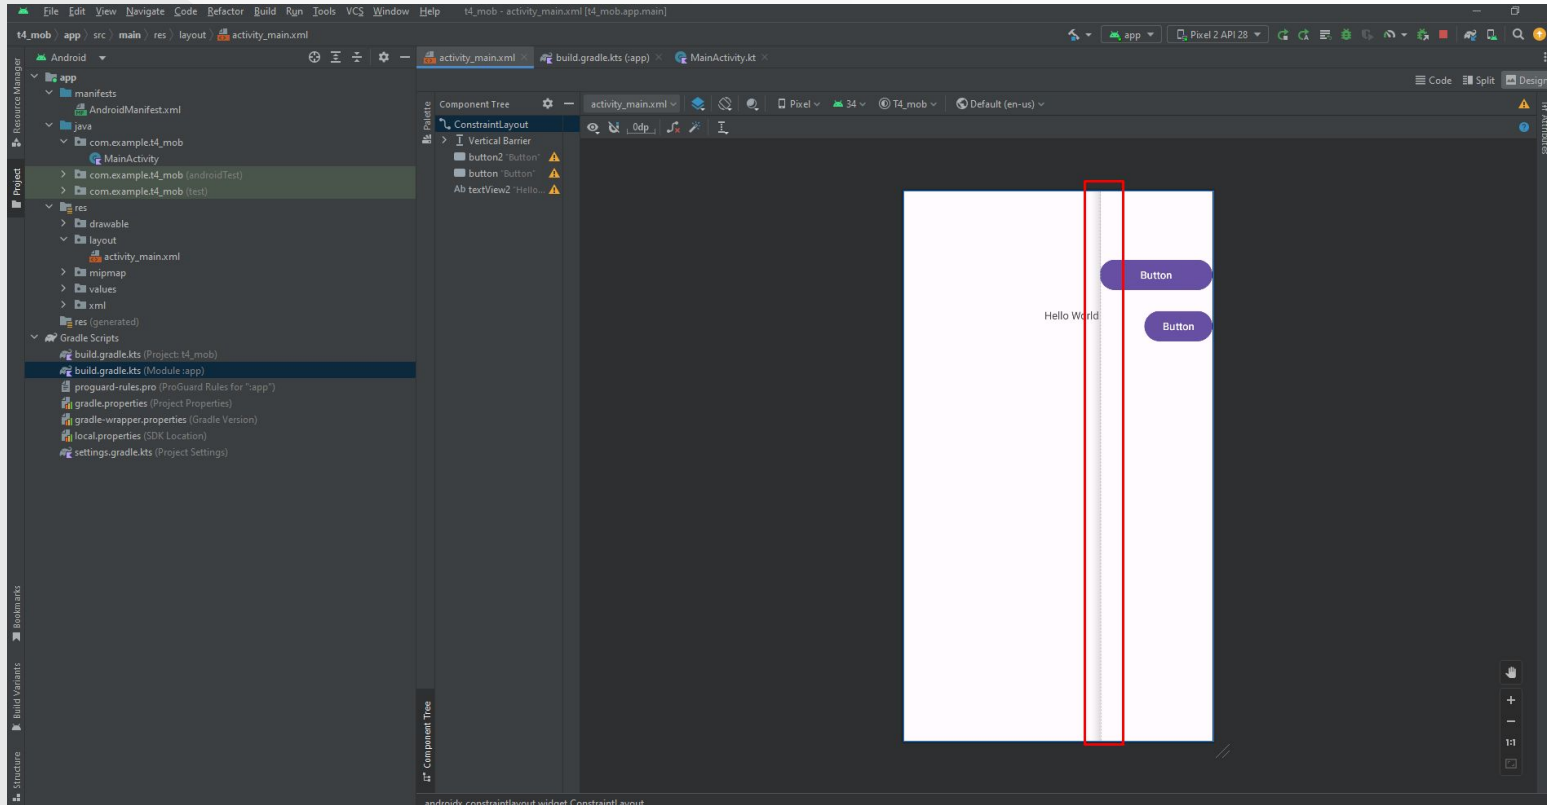 File Edit View Navigate Code Refactor Build Run Tools VCS Window Help t4_mob - activity_main.xml [t4_mob.app.main]
t4_mob app src main res layout activity_main.xml
app Pixel 2 API 28
Android
activity_main.xml build.gradle.kts (:app) MainActivity.kt
Code Split Design
Resource Manager
Project
Bookmarks
Build Variants
Structure
app
manifests
AndroidManifest.xml
java
com.example.t4_mob
MainActivity
com.example.t4_mob (androidTest)
com.example.t4_mob (test)
res
drawable
layout
activity_main.xml
mipmap
values
xml
res (generated)
Gradle Scripts
build.gradle.kts (Project: t4_mob)
build.gradle.kts (Module :app)
proguard-rules.pro (ProGuard Rules for ":app")
gradle.properties (Project Properties)
gradle-wrapper.properties (Gradle Version)
local.properties (SDK Location)
settings.gradle.kts (Project Settings)
Palette
Component Tree
Component Tree
ConstraintLayout
Vertical Barrier
button2 "Button"
button "Button"
Ab textView2 "Hello...
activity_main.xml Pixel 34 T4_mob Default (en-us)
0dp
Attributes
Button
Hello World
Button
1:1
androidx.constraintlayout.widget.ConstraintLayout